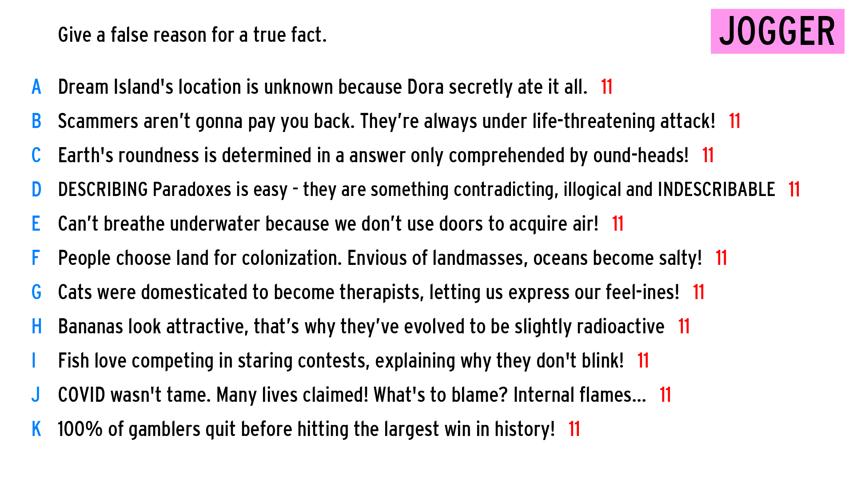 Give a false reason for a true fact.
JOGGER
A Dream Island's location is unknown because Dora secretly ate it all. 11
B Scammers aren't gonna pay you back. They're always under life-threatening attack! 11
C Earth's roundness is determined in a answer only comprehended by ound-heads! 11
D DESCRIBING Paradoxes is easy - they are something contradicting, illogical and INDESCRIBABLE 11
E Can't breathe underwater because we don't use doors to acquire air! 11
F People choose land for colonization. Envious of landmasses, oceans become salty! 11
G Cats were domesticated to become therapists, letting us express our feel-ines! 11
H Bananas look attractive, that's why they've evolved to be slightly radioactive 11
I Fish love competing in staring contests, explaining why they don't blink! 11
J COVID wasn't tame. Many lives claimed! What's to blame? Internal flames... 11
K 100% of gamblers quit before hitting the largest win in history! 11